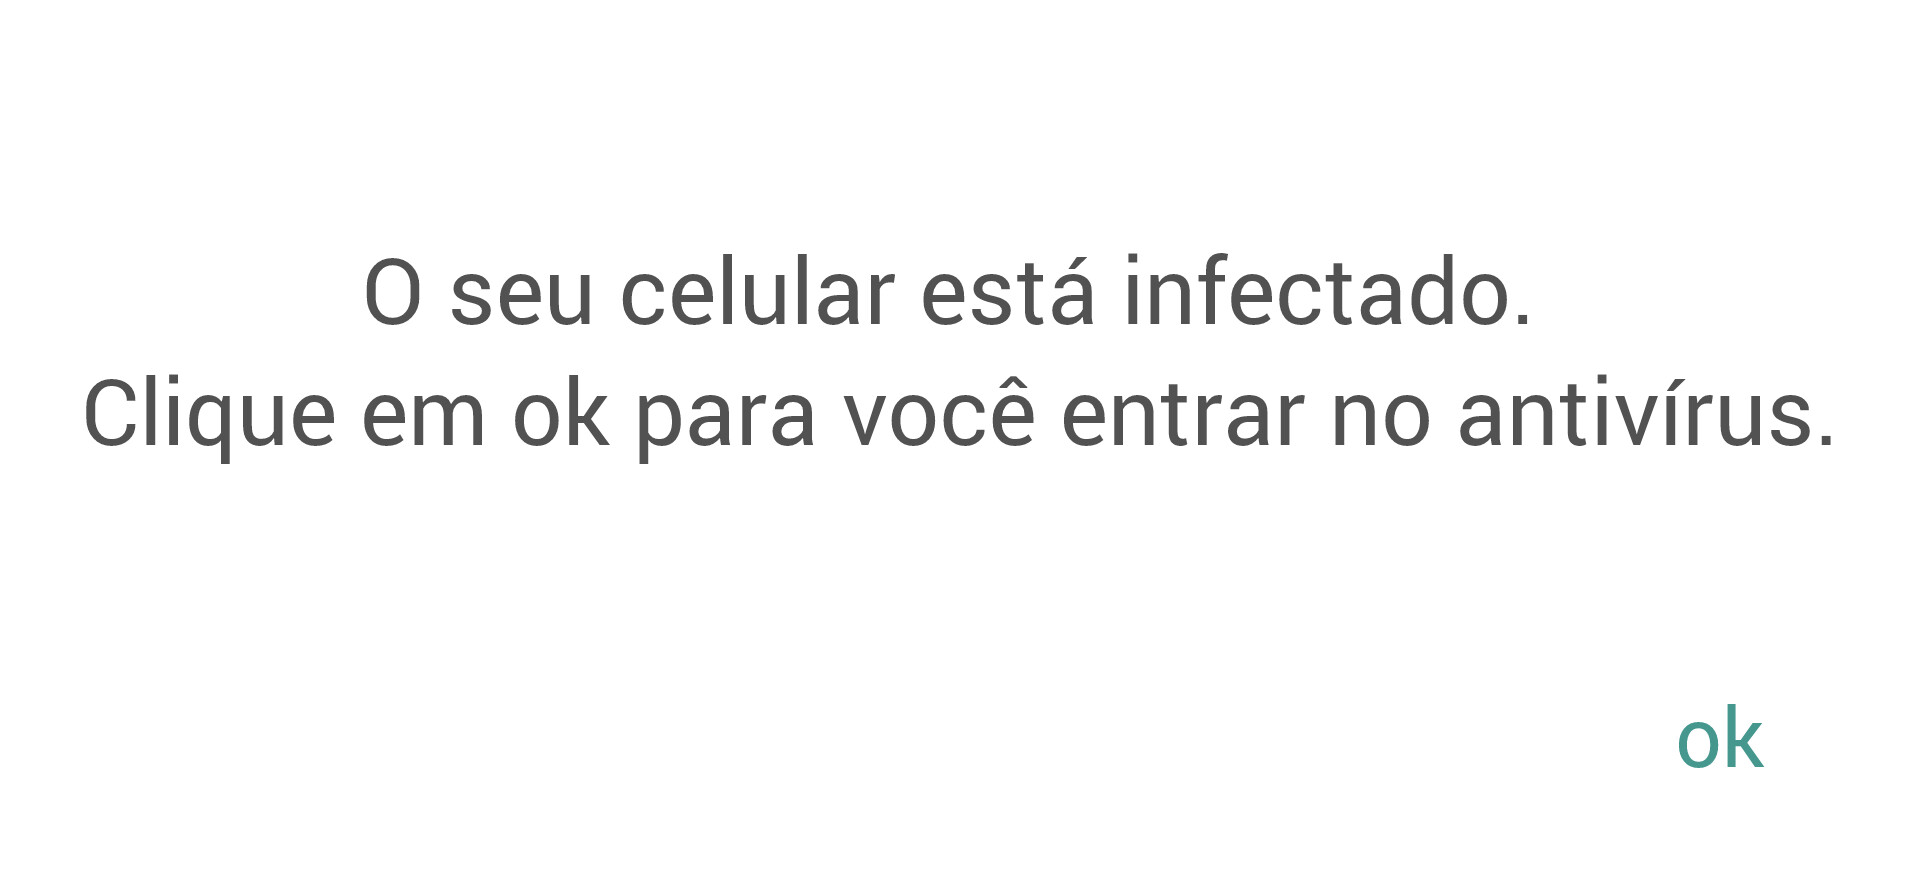 O seu celular está infectado.
Clique em ok para você entrar no antivírus.
ok